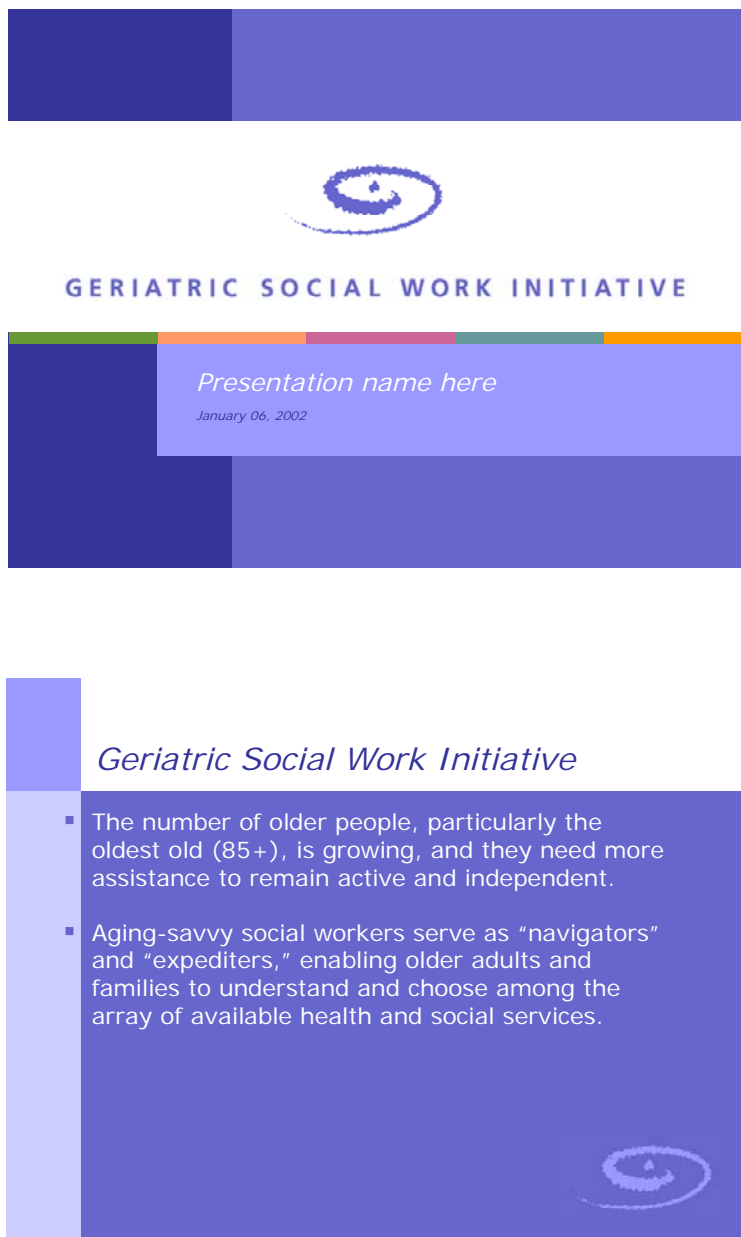 GERIATRIC SOCIAL WORK INITIATIVE
Presentation name here
January 06, 2002
Geriatric Social Work Initiative
The number of older people, particularly the
oldest old (85+), is growing, and they need more
assistance to remain active and independent.
Aging-savvy social workers serve as “navigators”
and “expediters,” enabling older adults and
families to understand and choose among the
array of available health and social services.